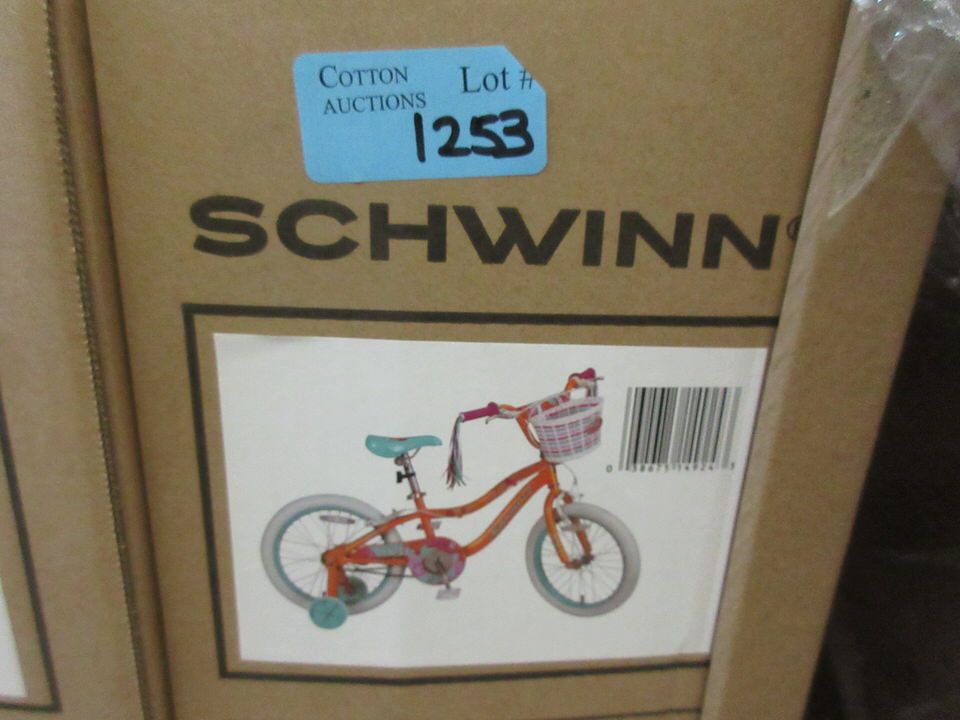 COTTON Lot #
AUCTIONS
1253
SCHWINN®